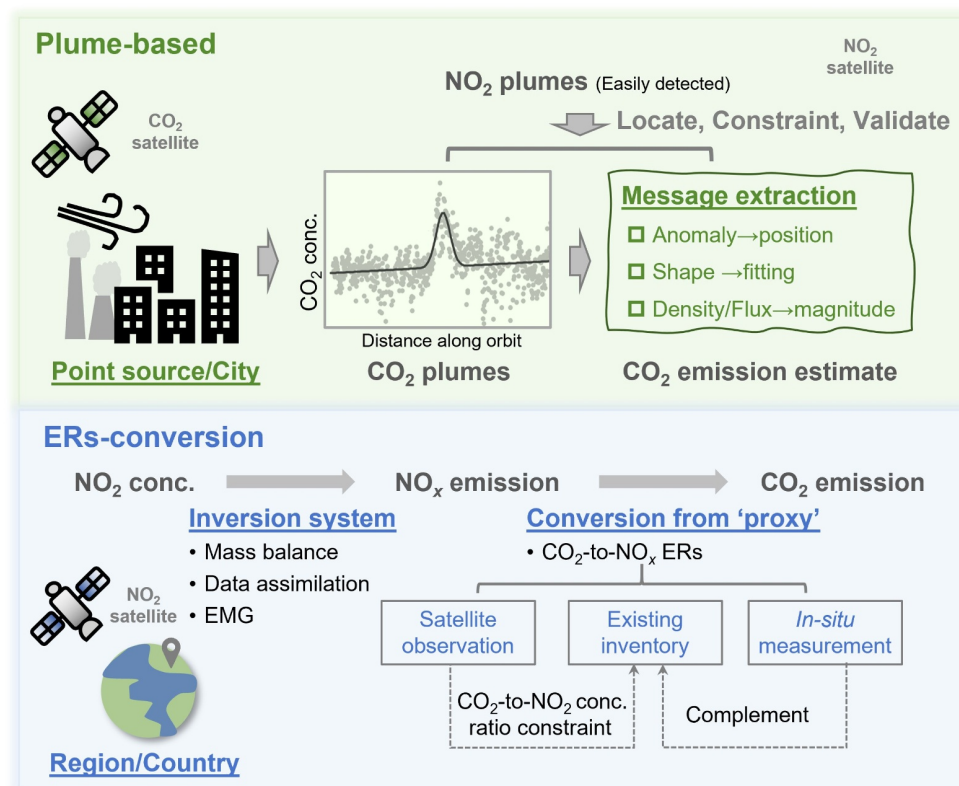 Plume-based
NO₂
satellite
NO₂ plumes (Easily detected)
CO₂
satellite
Locate, Constraint, Validate
CO₂ conc.
Distance along orbit
Message extraction
Anomaly→position
Shape →fitting
Density/Flux→magnitude
Point source/City
CO₂ plumes
CO₂ emission estimate
ERs-conversion
NO₂ conc.
NOₓ emission
CO₂ emission
Inversion system
• Mass balance
• Data assimilation
• EMG
Conversion from ‘proxy’
• CO₂-to-NOₓ ERs
NO₂
satellite
Satellite
observation
Existing
inventory
In-situ
measurement
CO₂-to-NO₂ conc.
ratio constraint
Complement
Region/Country